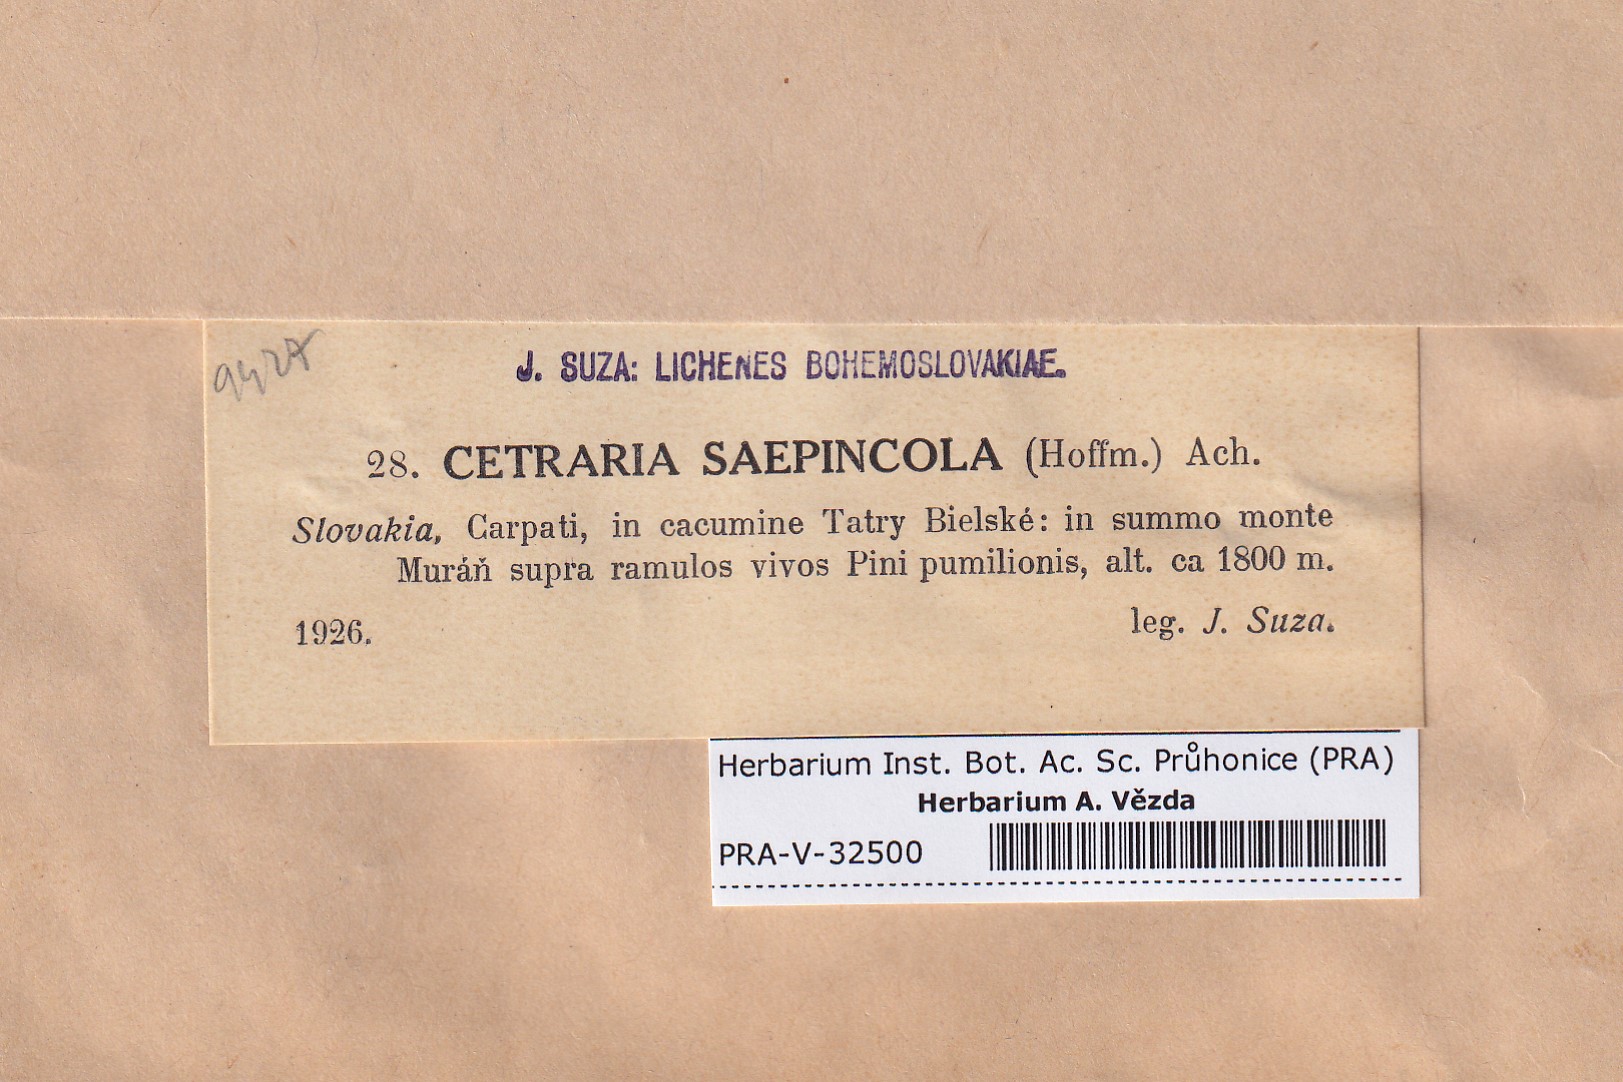 J. SUZA: LICHENES BOHEMOSLOVAKIAE.
28. CETRARIA SAEPINCOLA (Hoffm.) Ach.
Slovakia, Carpati, in cacumine Tatry Bielské: in summo monte
Muráň supra ramulos vivos Pini pumilionis, alt. ca 1800 m.
1926. leg. J. Suza.
Herbarium Inst. Bot. Ac. Sc. Průhonice (PRA)
Herbarium A. Vězda
PRA-V-32500